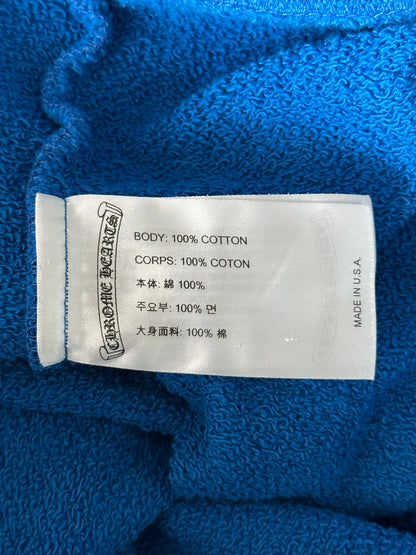 CHROME HEARTS
BODY: 100% COTTON
CORPS: 100% COTON
本体: 綿 100%
주요부: 100% 면
大身面料: 100% 棉
MADE IN U.S.A.